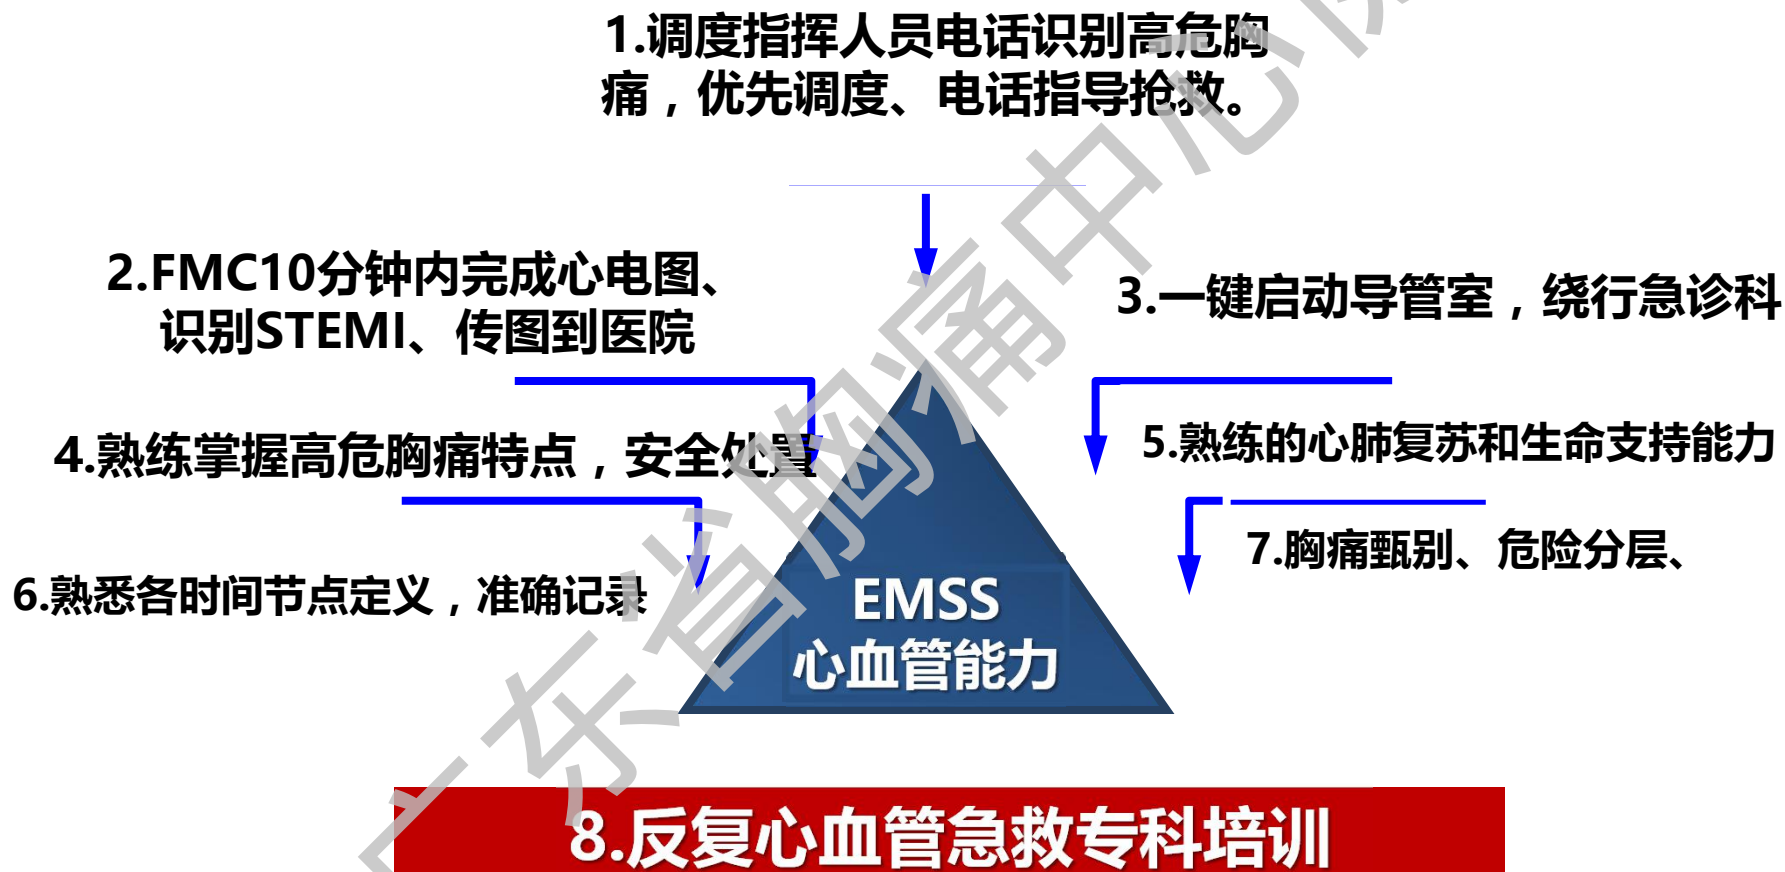 1.调度指挥人员电话识别高危胸
痛，优先调度、电话指导抢救。
2.FMC10分钟内完成心电图、
识别STEMI、传图到医院
3.一键启动导管室，绕行急诊科
4.熟练掌握高危胸痛特点，安全处置
5.熟练的心肺复苏和生命支持能力
6.熟悉各时间节点定义，准确记录
7.胸痛甄别、危险分层、
EMSS
心血管能力
8.反复心血管急救专科培训
广东省胸痛中心